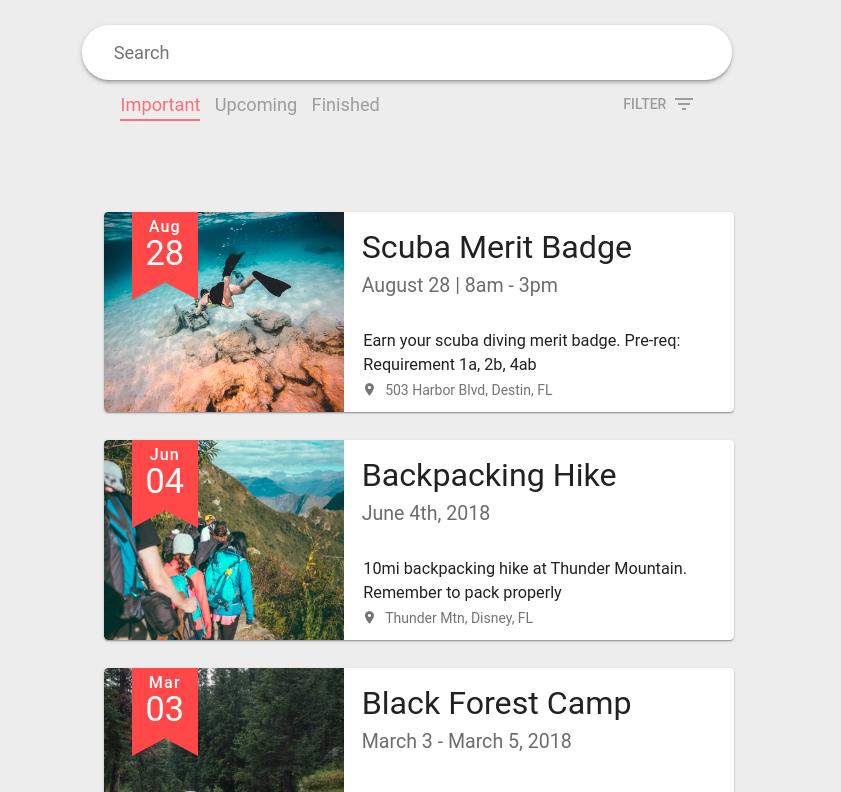 Search
Important Upcoming Finished FILTER
Aug
28
Scuba Merit Badge
August 28 | 8am - 3pm
Earn your scuba diving merit badge. Pre-req:
Requirement 1a, 2b, 4ab
503 Harbor Blvd, Destin, FL
Jun
04
Backpacking Hike
June 4th, 2018
10mi backpacking hike at Thunder Mountain.
Remember to pack properly
Thunder Mtn, Disney, FL
Mar
03
Black Forest Camp
March 3 - March 5, 2018